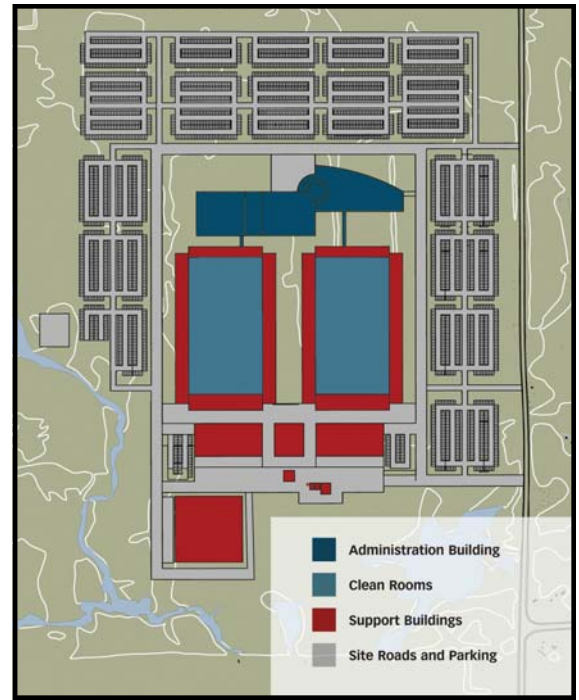 Administration Building
Clean Rooms
Support Buildings
Site Roads and Parking